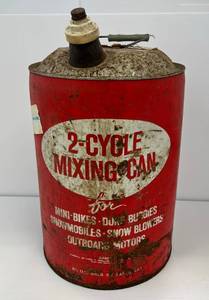 2-CYCLE
MIXING CAN
for
MINI-BIKES - DUNE BUGGIES
SNOWMOBILES - SNOW BLOWERS
OUTBOARD MOTORS